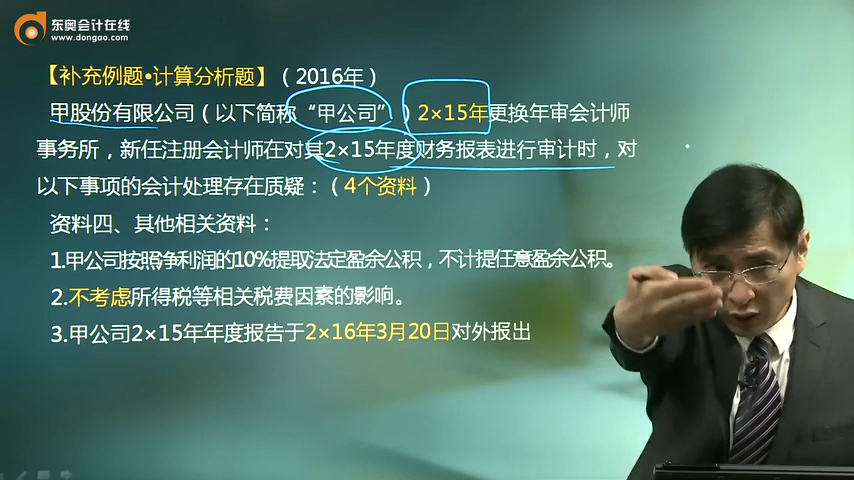 东奥会计在线
www.dongao.com
【补充例题•计算分析题】（2016年）
甲股份有限公司（以下简称“甲公司”）2×15年更换年审会计师
事务所，新任注册会计师在对其2×15年度财务报表进行审计时，对
以下事项的会计处理存在质疑：（4个资料）
资料四、其他相关资料：
1.甲公司按照净利润的10%提取法定盈余公积，不计提任意盈余公积。
2.不考虑所得税等相关税费因素的影响。
3.甲公司2×15年年度报告于2×16年3月20日对外报出